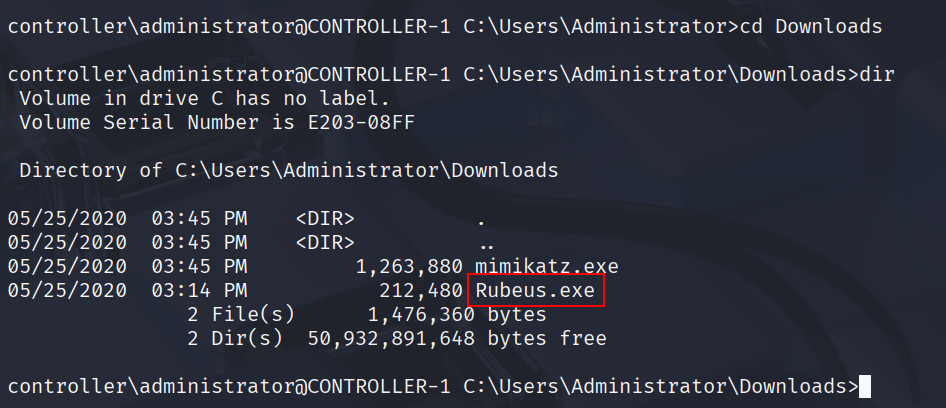 controller\administrator@CONTROLLER-1 C:\Users\Administrator>cd Downloads
controller\administrator@CONTROLLER-1 C:\Users\Administrator\Downloads>dir
 Volume in drive C has no label.
 Volume Serial Number is E203-08FF
 Directory of C:\Users\Administrator\Downloads
05/25/2020  03:45 PM    <DIR>          .
05/25/2020  03:45 PM    <DIR>          ..
05/25/2020  03:45 PM         1,263,880 mimikatz.exe
05/25/2020  03:14 PM           212,480 Rubeus.exe
               2 File(s)      1,476,360 bytes
               2 Dir(s)  50,932,891,648 bytes free
controller\administrator@CONTROLLER-1 C:\Users\Administrator\Downloads>